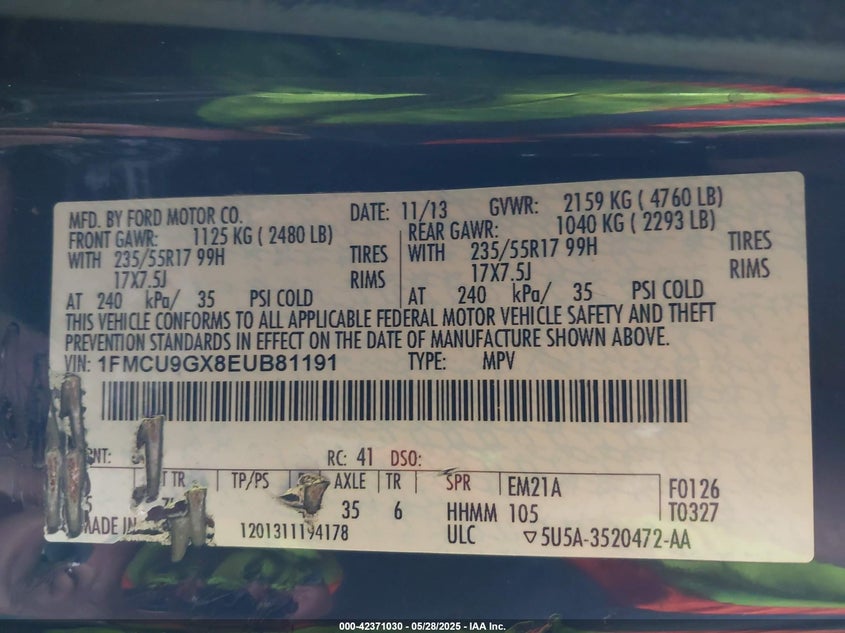 MFD. BY FORD MOTOR CO. DATE: 11/13 GVWR: 2159 KG ( 4760 LB)
FRONT GAWR: 1125 KG ( 2480 LB) REAR GAWR: 1040 KG ( 2293 LB)
WITH 235/55R17 99H TIRES WITH 235/55R17 99H TIRES
17X7.5J RIMS 17X7.5J RIMS
AT 240 kPa/ 35 PSI COLD AT 240 kPa/ 35 PSI COLD
THIS VEHICLE CONFORMS TO ALL APPLICABLE FEDERAL MOTOR VEHICLE SAFETY AND THEFT
PREVENTION STANDARDS IN EFFECT ON THE DATE OF MANUFACTURE SHOWN ABOVE.
VIN: 1FMCU9GX8EUB81191 TYPE: MPV
RC: 41 DSO:
TR TP/PS AXLE TR SPR EM21A F0126
35 6 HHMM 105 T0327
MADE IN 1201311194178 ULC ▽5U5A-3520472-AA
000-42371030 - 05/28/2025 - IAA Inc.